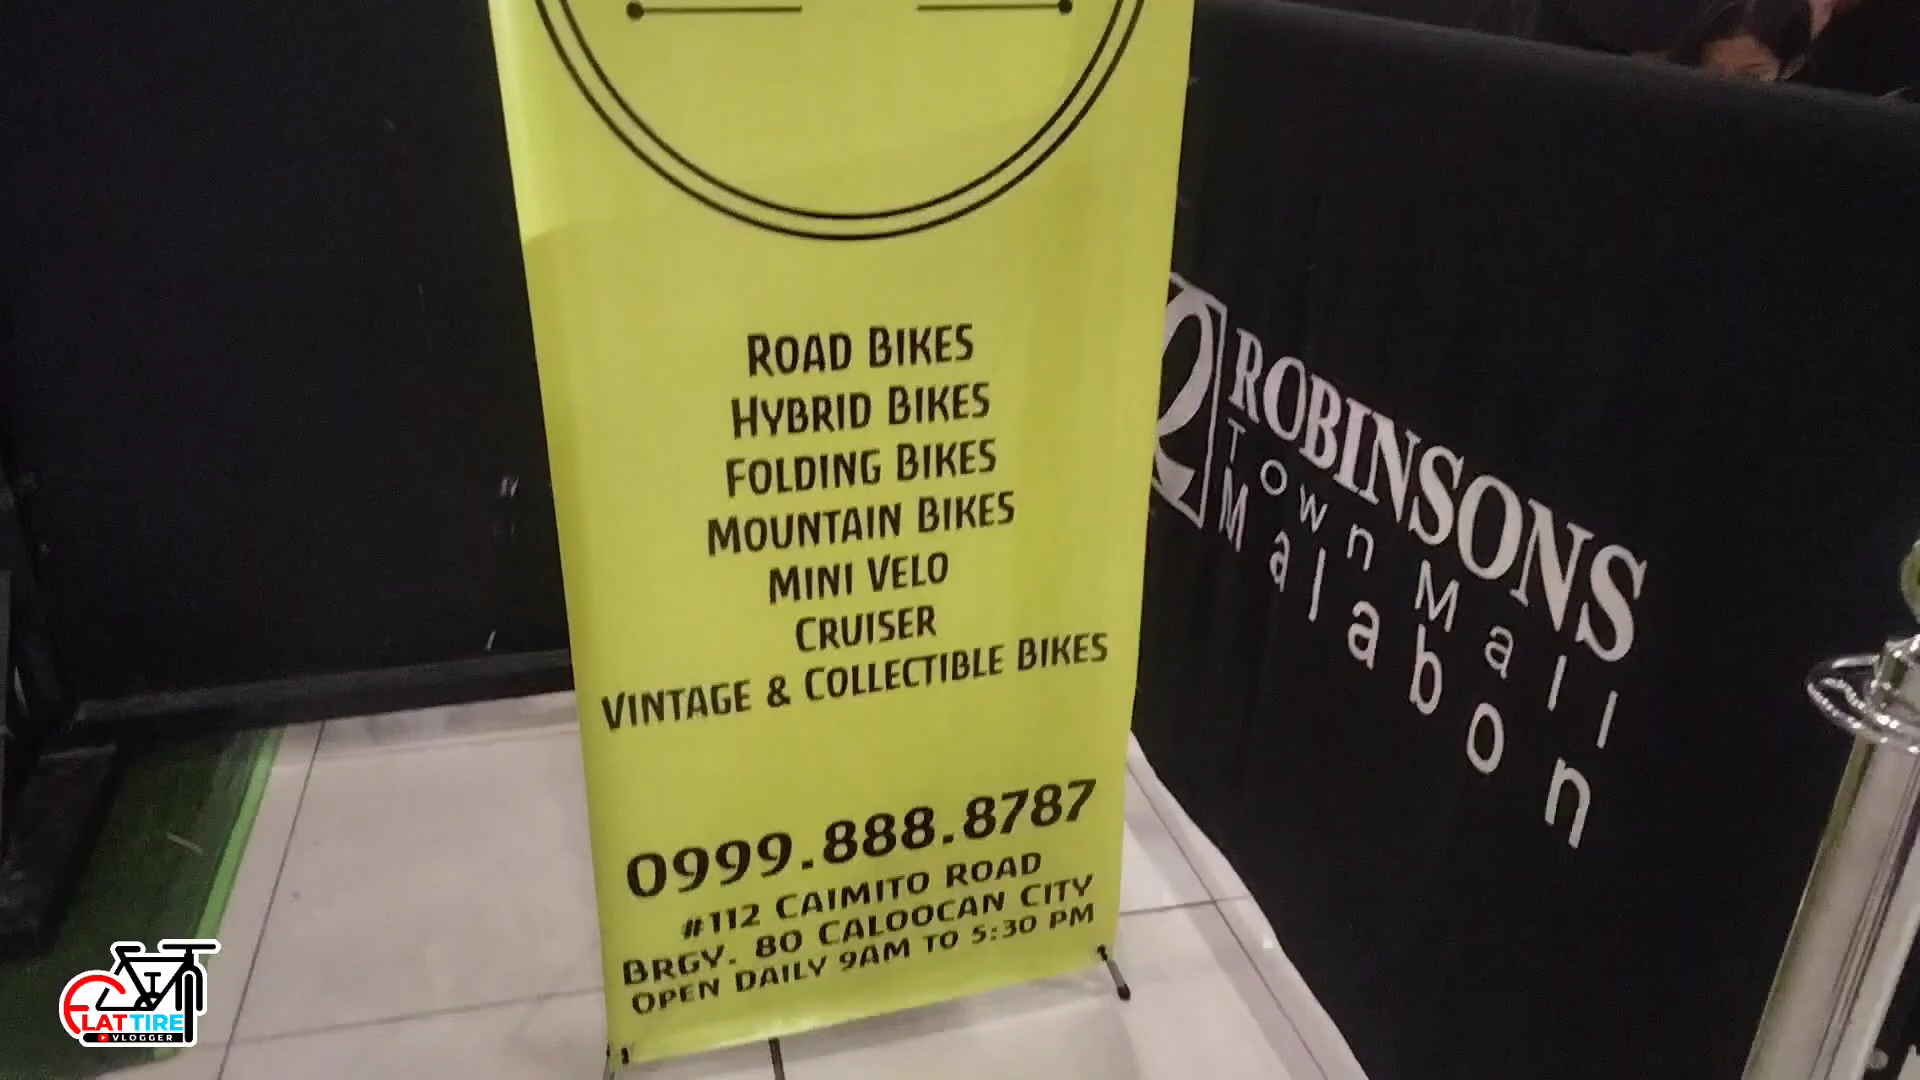 ROAD BIKES
HYBRID BIKES
FOLDING BIKES
MOUNTAIN BIKES
MINI VELO
CRUISER
VINTAGE & COLLECTIBLE BIKES
0999.888.8787
#112 CAIMITO ROAD
BRGY. 80 CALOOCAN CITY
OPEN DAILY 9AM TO 5:30 PM
ROBINSONS
Town Mall
Malabon
FLAT TIRE
VLOGGER